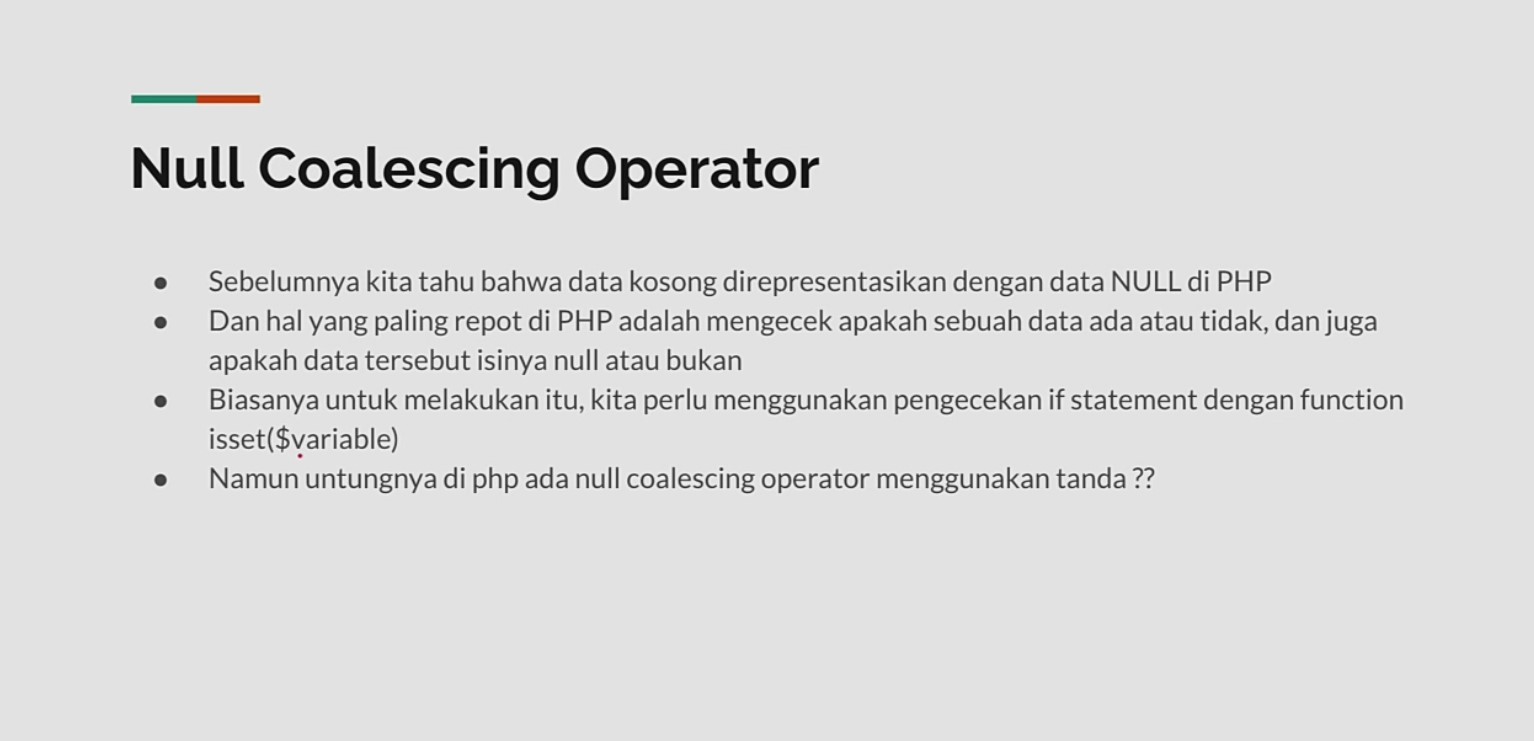 Null Coalescing Operator
● Sebelumnya kita tahu bahwa data kosong direpresentasikan dengan data NULL di PHP
● Dan hal yang paling repot di PHP adalah mengecek apakah sebuah data ada atau tidak, dan juga
apakah data tersebut isinya null atau bukan
● Biasanya untuk melakukan itu, kita perlu menggunakan pengecekan if statement dengan function
isset($variable)
● Namun untungnya di php ada null coalescing operator menggunakan tanda ??